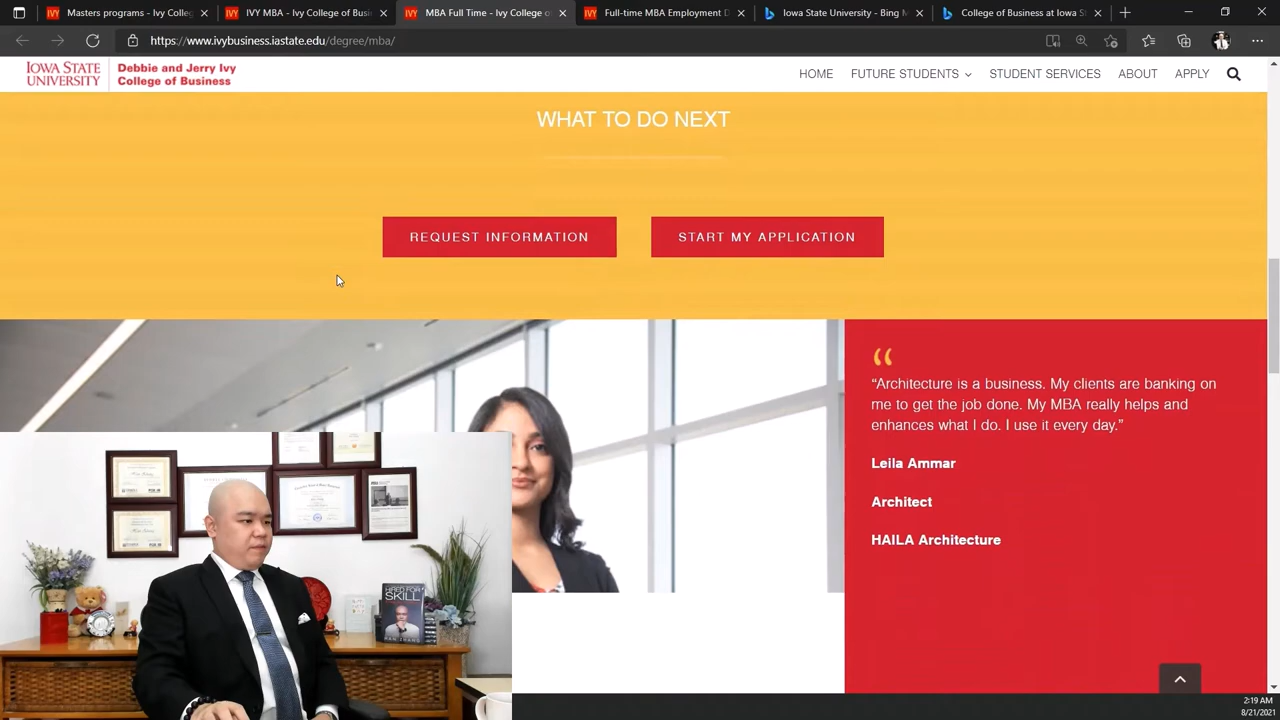 Masters programs - Ivy Colleg
IVY MBA - Ivy College of Busi
MBA Full Time - Ivy College o
Full-time MBA Employment D
Iowa State University - Bing M
College of Business at Iowa S
https://www.ivybusiness.iastate.edu/degree/mba/
IOWA STATE
UNIVERSITY
Debbie and Jerry Ivy
College of Business
HOME
FUTURE STUDENTS
STUDENT SERVICES
ABOUT
APPLY
WHAT TO DO NEXT
REQUEST INFORMATION
START MY APPLICATION
“Architecture is a business. My clients are banking on
me to get the job done. My MBA really helps and
enhances what I do. I use it every day.”
Leila Ammar
Architect
HAILA Architecture
HIRED FOR
SKILL
HAN ZHANG
2:19 AM
8/21/2021